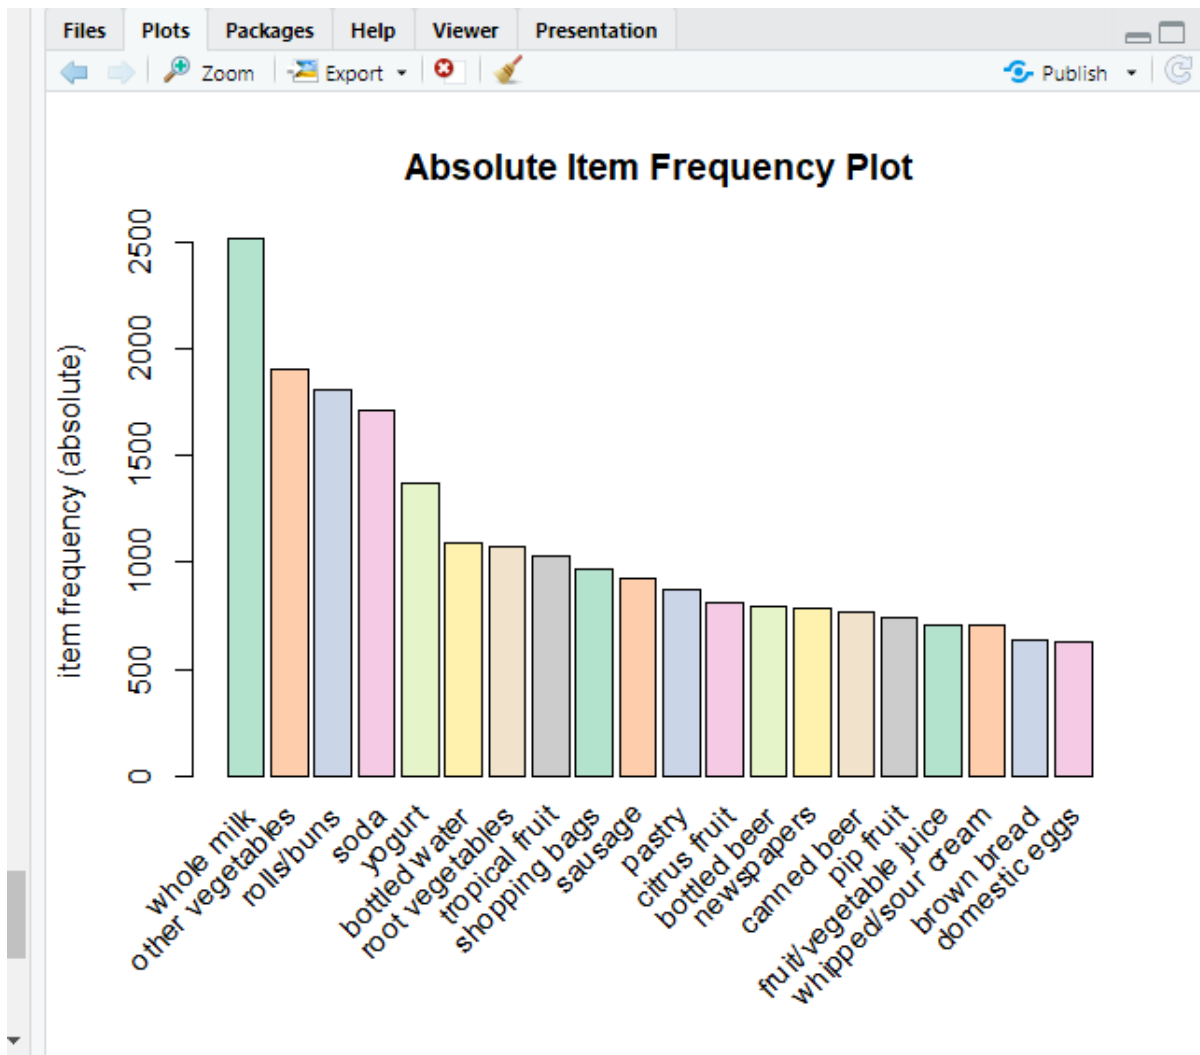 Files Plots Packages Help Viewer Presentation
Zoom Export Publish
Absolute Item Frequency Plot
item frequency (absolute)
2500
2000
1500
1000
500
0
whole milk
other vegetables
rolls/buns
soda
yogurt
bottled water
root vegetables
tropical fruit
shopping bags
sausage
pastry
citrus fruit
bottled beer
newspapers
canned beer
pip fruit
fruit/vegetable juice
whipped/sour cream
brown bread
domestic eggs